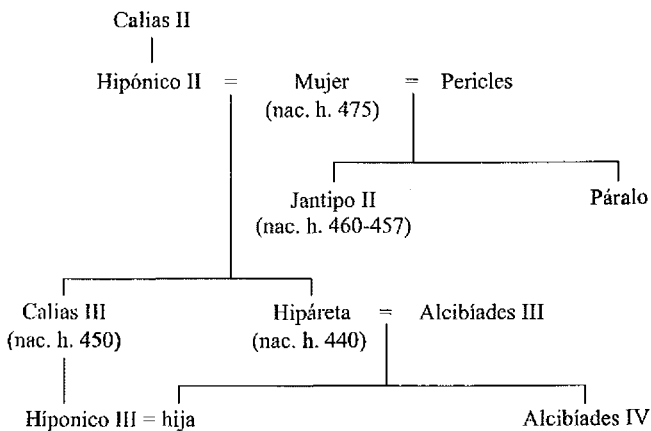 Calias II
Hipónico II = Mujer = Pericles
(nac. h. 475)
Jantipo II Páralo
(nac. h. 460-457)
Calias III Hipáreta = Alcibíades III
(nac. h. 450) (nac. h. 440)
Híponico III = hija Alcibíades IV